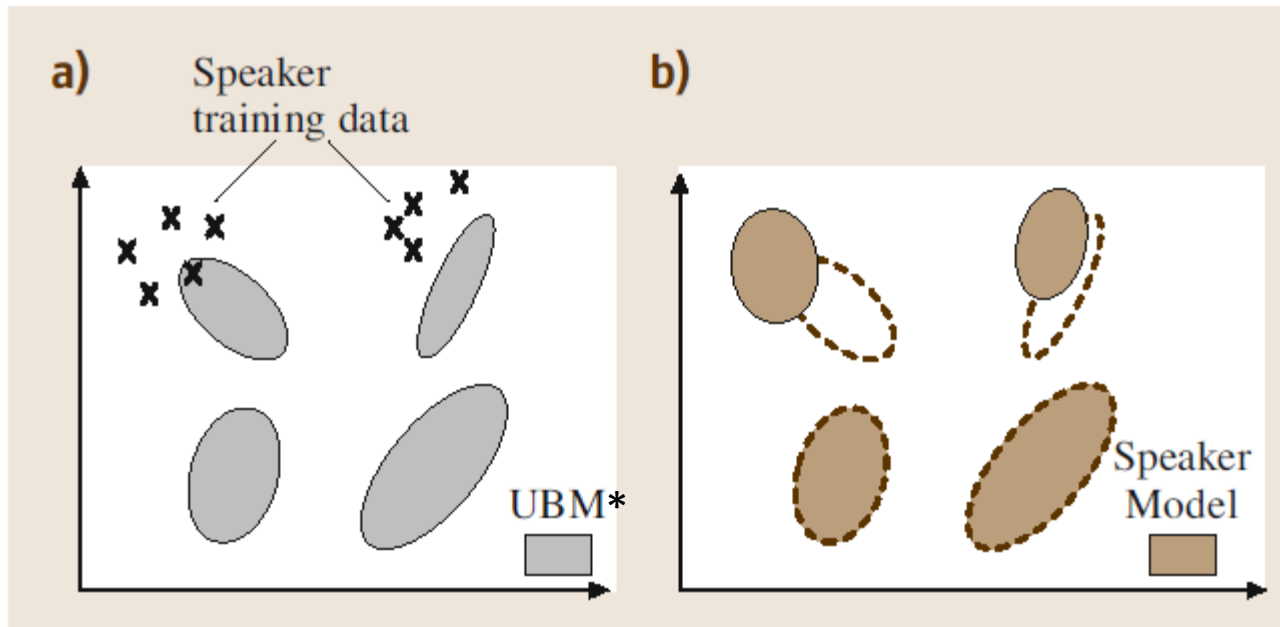 a)
Speaker
training data
UBM*
b)
Speaker
Model